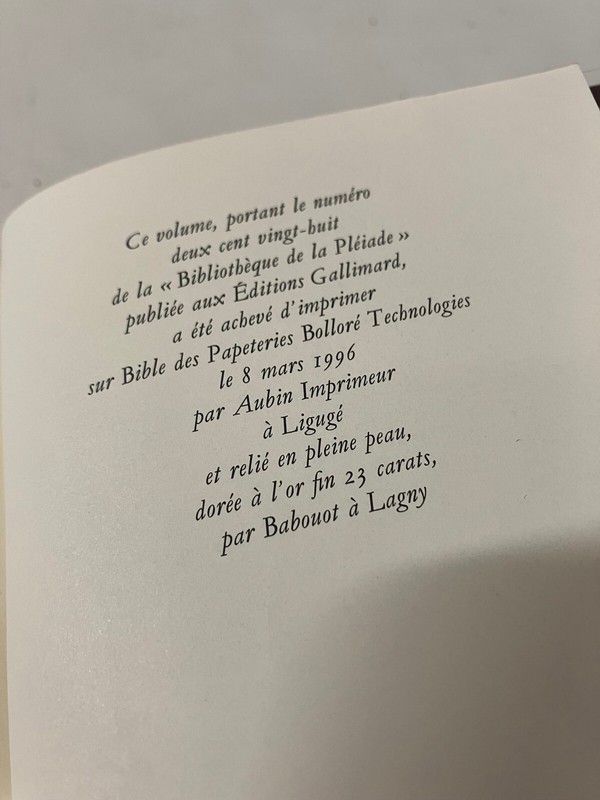 Ce volume, portant le numéro
deux cent vingt-huit
de la « Bibliothèque de la Pléiade »
publiée aux Éditions Gallimard,
a été achevé d'imprimer
sur Bible des Papeteries Bolloré Technologies
le 8 mars 1996
par Aubin Imprimeur
à Ligugé
et relié en pleine peau,
dorée à l'or fin 23 carats,
par Babouot à Lagny